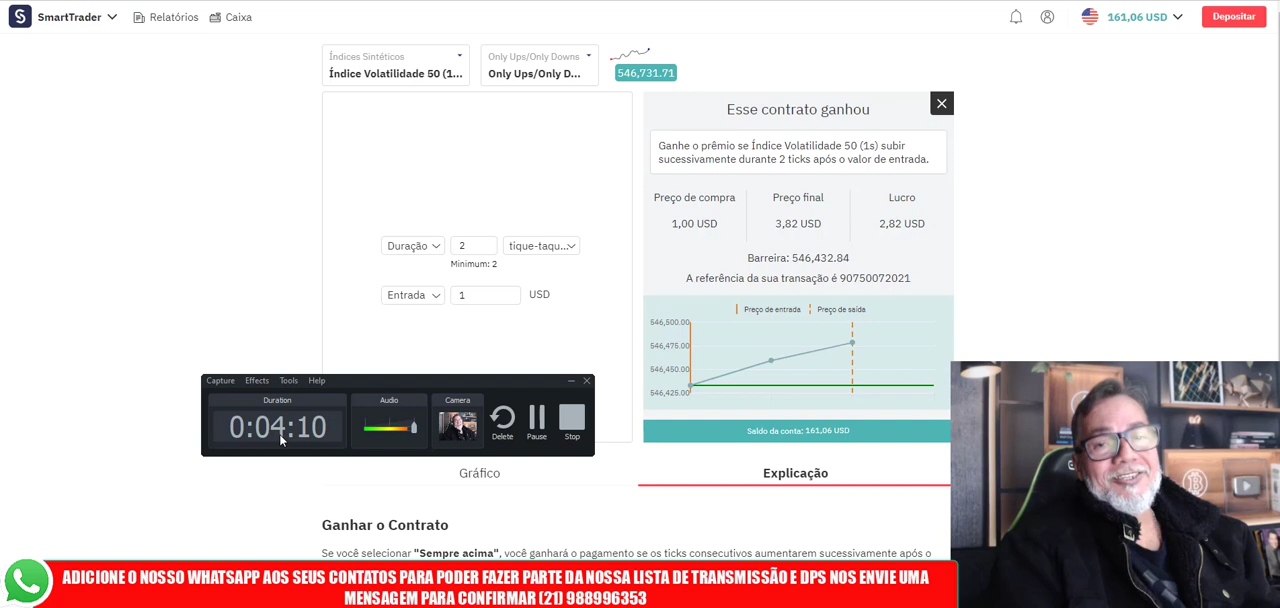 SmartTrader
Relatórios
Caixa
161,06 USD
Depositar
Índices Sintéticos
Índice Volatilidade 50 (1...
Only Ups/Only Downs
Only Ups/Only D...
546,731.71
Esse contrato ganhou
Ganhe o prêmio se Índice Volatilidade 50 (1s) subir
sucessivamente durante 2 ticks após o valor de entrada.
Preço de compra
Preço final
Lucro
1,00 USD
3,82 USD
2,82 USD
Barreira: 546,432.84
A referência da sua transação é 90750072021
Duração
2
tique-taqu...
Minimum: 2
Entrada
1
USD
Preço de entrada
Preço de saída
546,500.00
546,475.00
546,450.00
546,425.00
Saldo da conta: 161,06 USD
Capture
Effects
Tools
Help
Duration
Audio
Camera
0:04:10
Delete
Pause
Stop
Gráfico
Explicação
Ganhar o Contrato
Se você selecionar "Sempre acima", você ganhará o pagamento se os ticks consecutivos aumentarem sucessivamente após o
ADICIONE O NOSSO WHATSAPP AOS SEUS CONTATOS PARA PODER FAZER PARTE DA NOSSA LISTA DE TRANSMISSÃO E DPS NOS ENVIE UMA
MENSAGEM PARA CONFIRMAR (21) 988996353